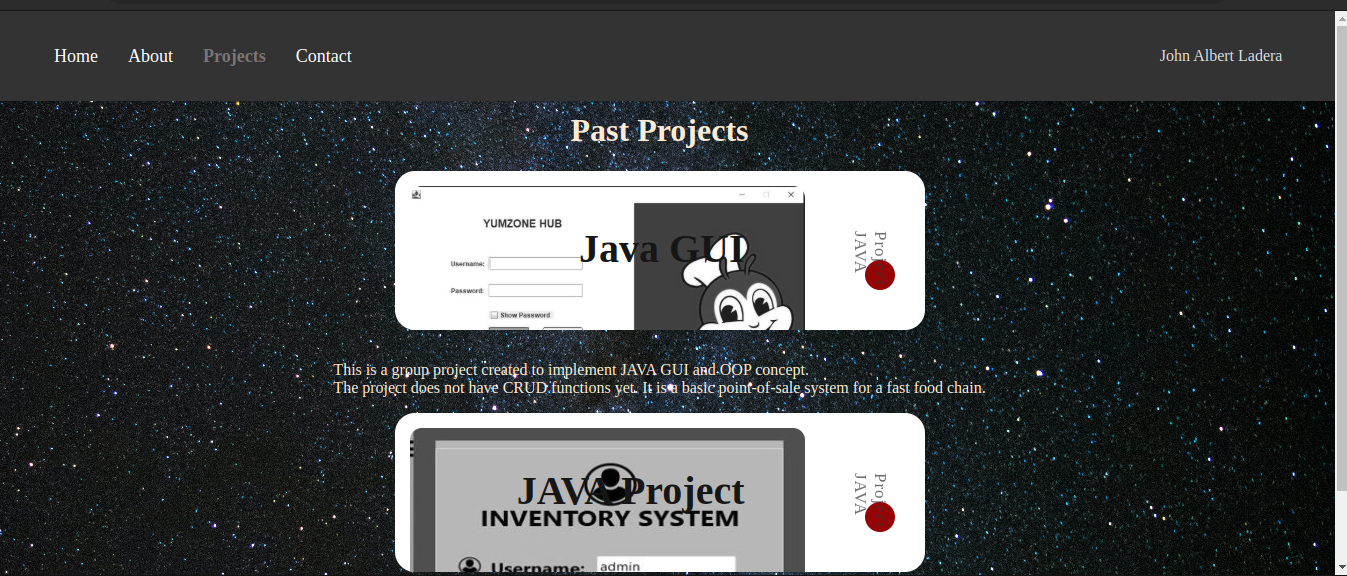 Home About Projects Contact John Albert Ladera
Past Projects
YUMZONE HUB
Java GUI
Username:
Password:
Show Password
Project
JAVA
This is a group project created to implement JAVA GUI and OOP concept.
The project does not have CRUD functions yet. It is a basic point-of-sale system for a fast food chain.
JAVA Project
INVENTORY SYSTEM
Username: admin
Project
JAVA